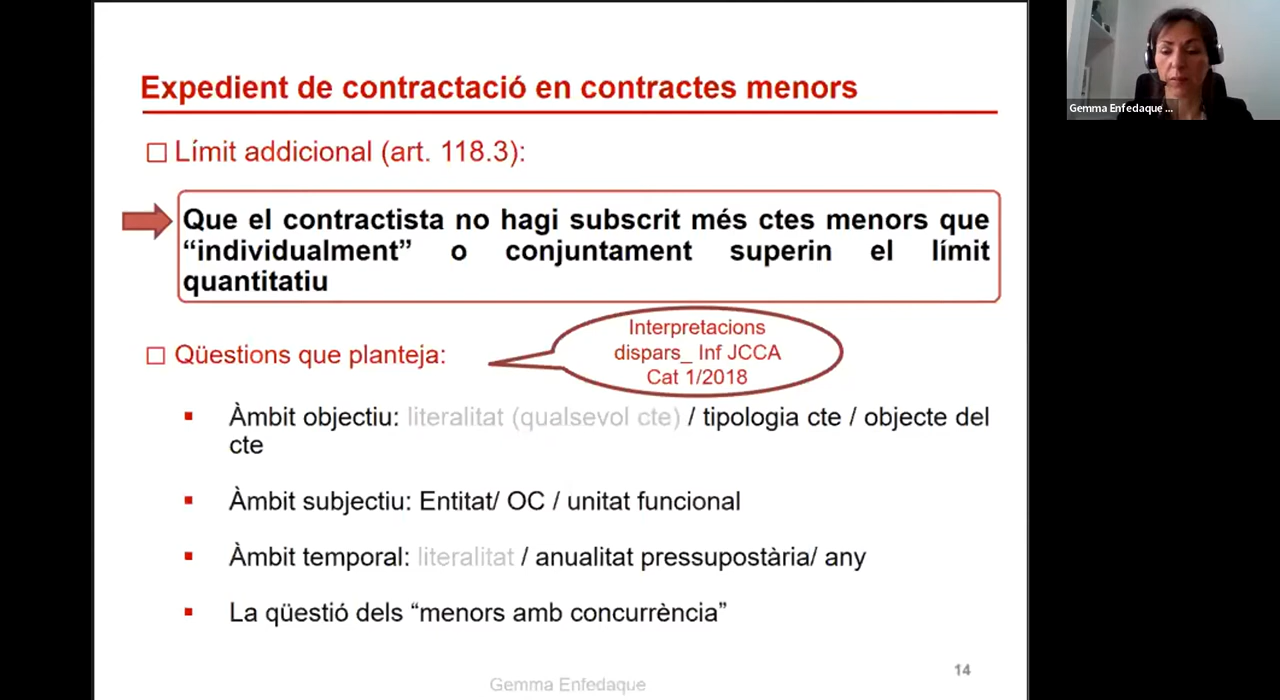 Expedient de contractació en contractes menors
Límit addicional (art. 118.3):
Que el contractista no hagi subscrit més ctes menors que
“individualment” o conjuntament superin el límit
quantitatiu
Interpretacions
dispars_ Inf JCCA
Cat 1/2018
Qüestions que planteja:
Àmbit objectiu: literalitat (qualsevol cte) / tipologia cte / objecte del
cte
Àmbit subjectiu: Entitat/ OC / unitat funcional
Àmbit temporal: literalitat / anualitat pressupostària/ any
La qüestió dels “menors amb concurrència”
14
Gemma Enfedaque
Gemma Enfedaque ...